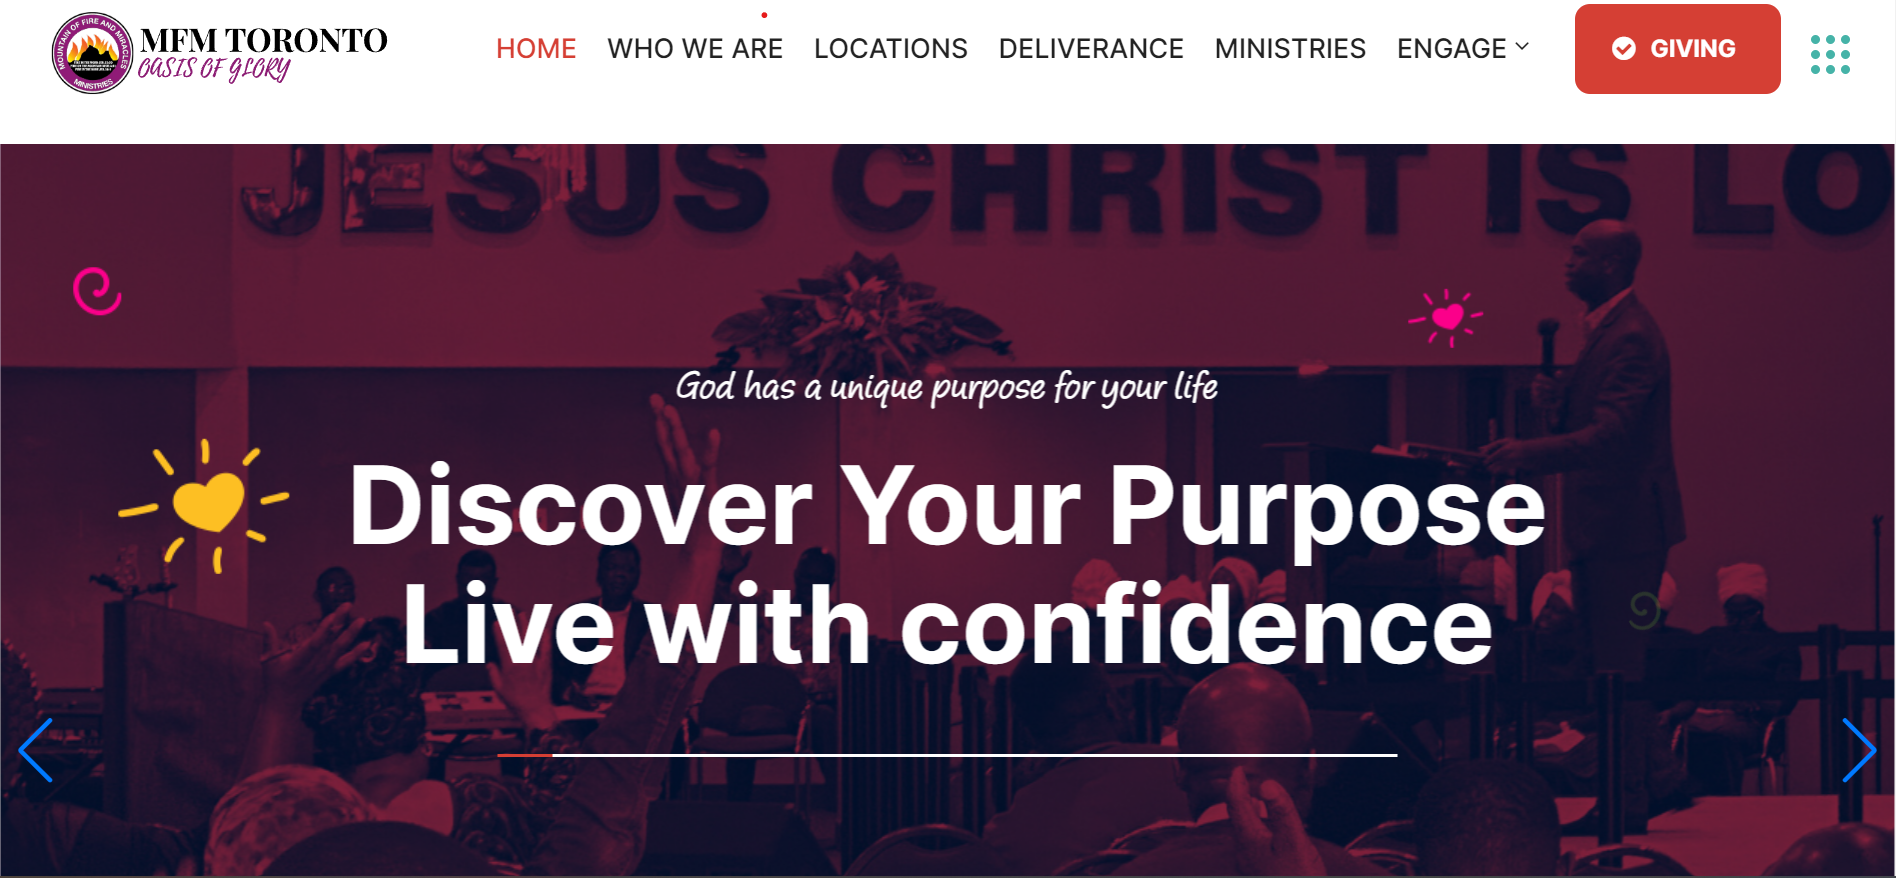 MOUNTAIN OF FIRE AND MIRACLES
MINISTRIES
MFM TORONTO
OASIS OF GLORY
HOME
WHO WE ARE
LOCATIONS
DELIVERANCE
MINISTRIES
ENGAGE
GIVING
JESUS CHRIST IS LO
God has a unique purpose for your life
Discover Your Purpose
Live with confidence